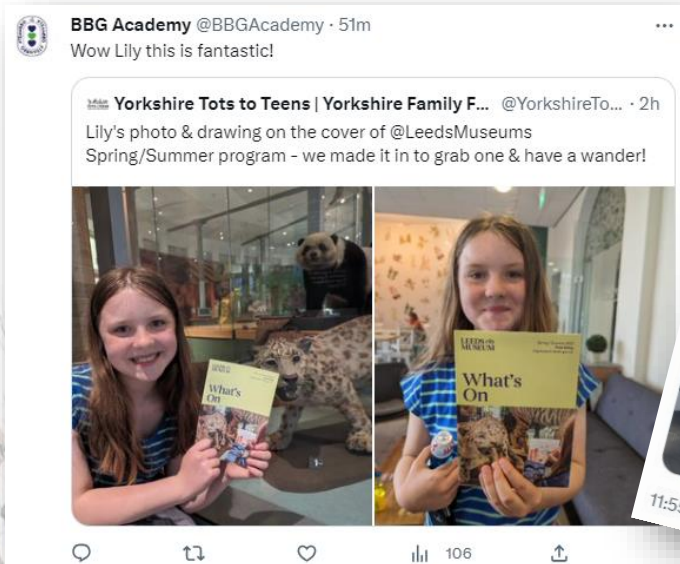 BBG Academy @BBGAcademy · 51m
Wow Lily this is fantastic!
Yorkshire Tots to Teens | Yorkshire Family F... @YorkshireTo... · 2h
Lily's photo & drawing on the cover of @LeedsMuseums
Spring/Summer program - we made it in to grab one & have a wander!
What's
On
LEEDS CITY
MUSEUM
What's
On
106
11:5